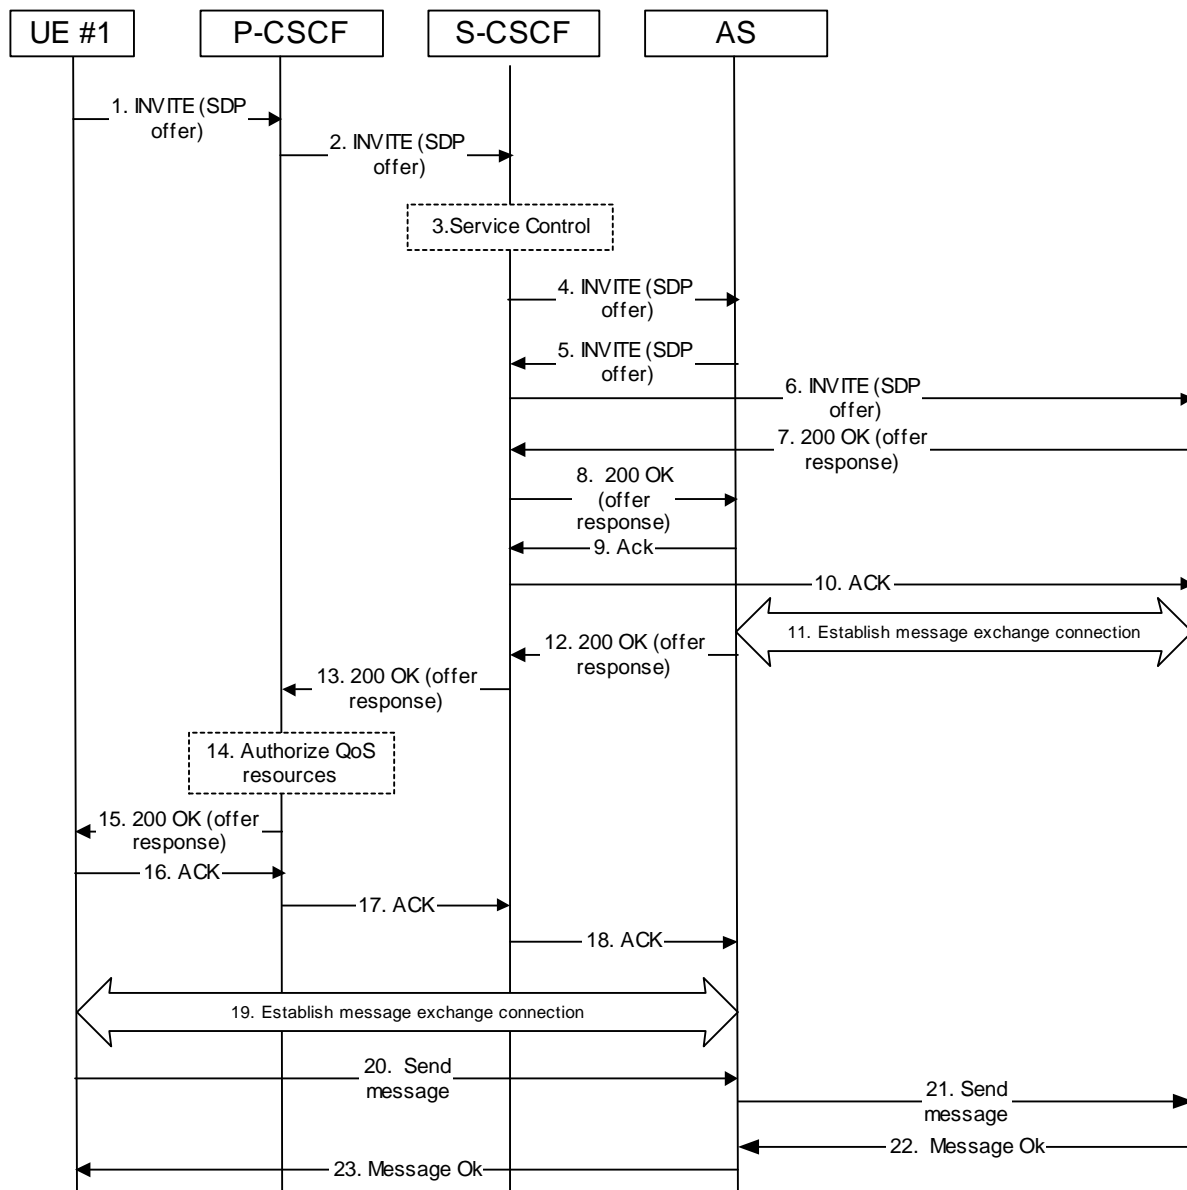 UE #1
P-CSCF
S-CSCF
AS
1. INVITE (SDP
offer)
2. INVITE (SDP
offer)
3.Service Control
4. INVITE (SDP
offer)
5. INVITE (SDP
offer)
6. INVITE (SDP
offer)
7. 200 OK (offer
response)
8. 200 OK
(offer
response)
9. Ack
10. ACK
11. Establish message exchange connection
12. 200 OK (offer
response)
13. 200 OK (offer
response)
14. Authorize QoS
resources
15. 200 OK (offer
response)
16. ACK
17. ACK
18. ACK
19. Establish message exchange connection
20. Send
message
21. Send
message
22. Message Ok
23. Message Ok